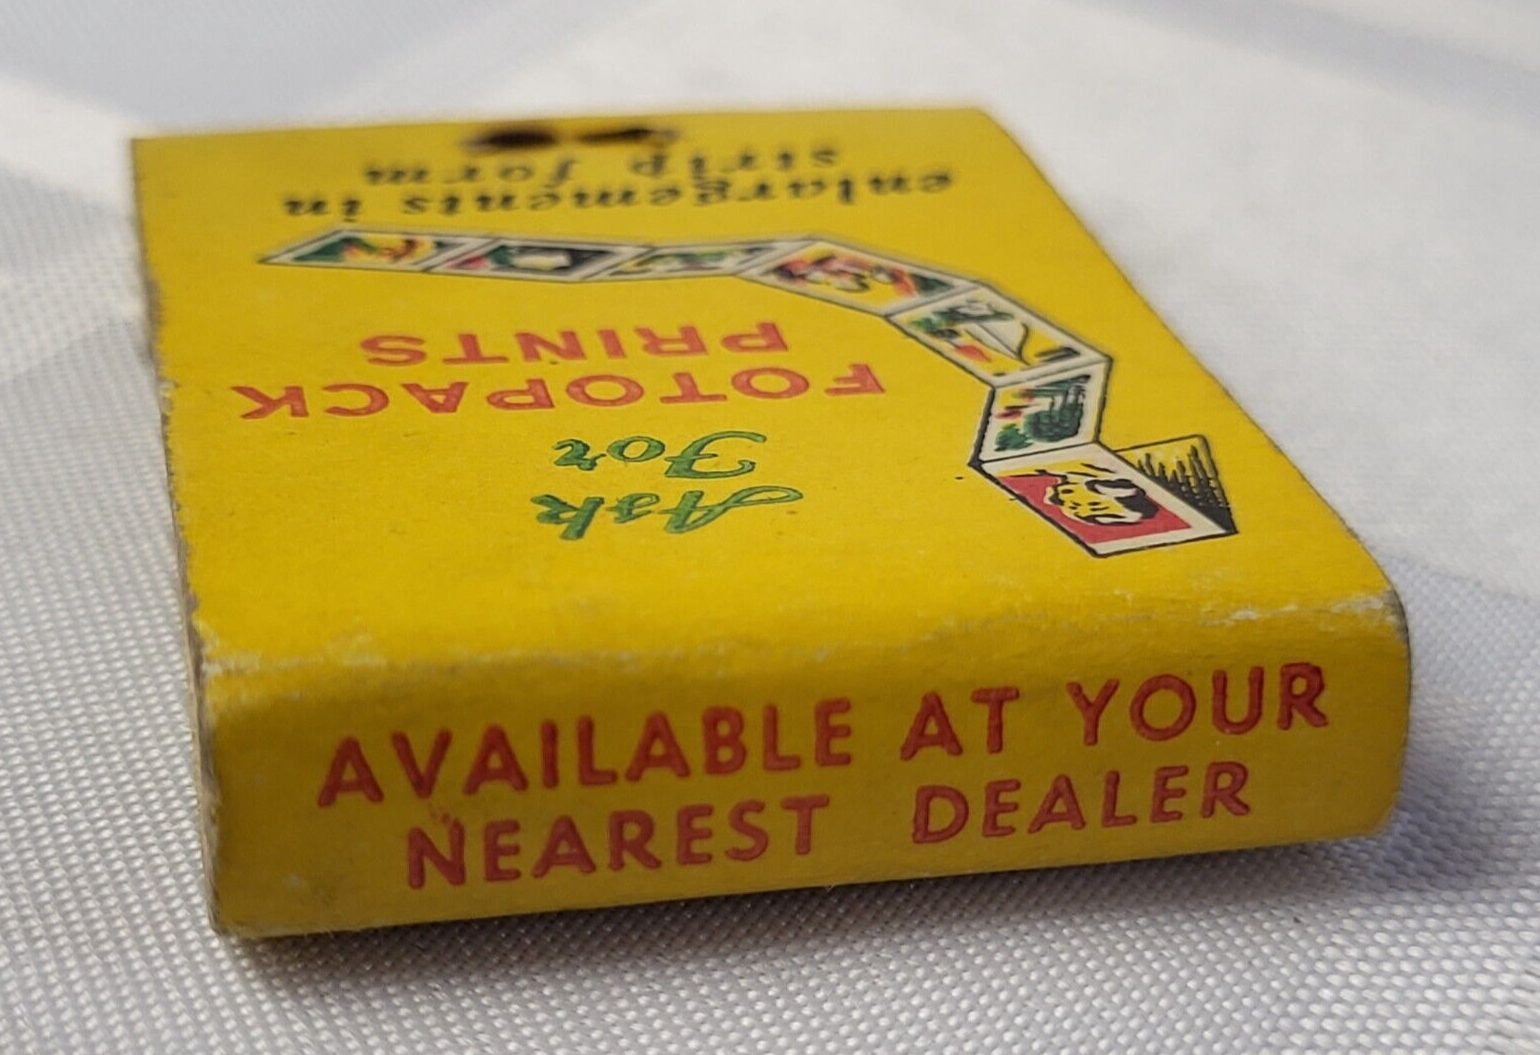 Ask
For
FOTOPACK
PRINTS
enlargements in
strip form
AVAILABLE AT YOUR
NEAREST DEALER